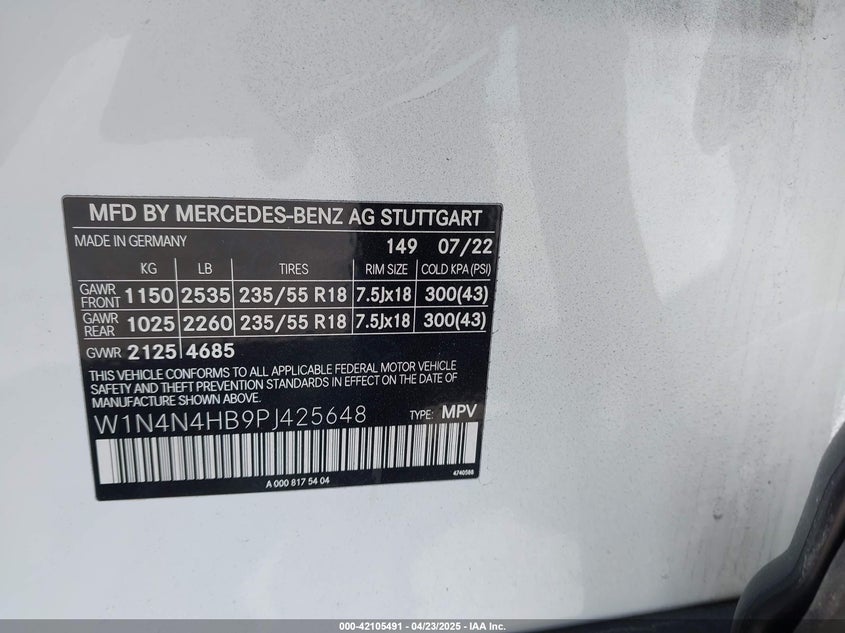 MFD BY MERCEDES-BENZ AG STUTTGART
MADE IN GERMANY 149 07/22
KG LB TIRES RIM SIZE COLD KPA (PSI)
GAWR FRONT 1150 2535 235/55 R18 7.5Jx18 300(43)
GAWR REAR 1025 2260 235/55 R18 7.5Jx18 300(43)
GVWR 2125 4685
THIS VEHICLE CONFORMS TO ALL APPLICABLE FEDERAL MOTOR VEHICLE
SAFETY AND THEFT PREVENTION STANDARDS IN EFFECT ON THE DATE OF
MANUFACTURE SHOWN ABOVE.
W1N4N4HB9PJ425648 TYPE: MPV
4740588
A 000 817 54 04
000-42105491 - 04/23/2025 - IAA Inc.